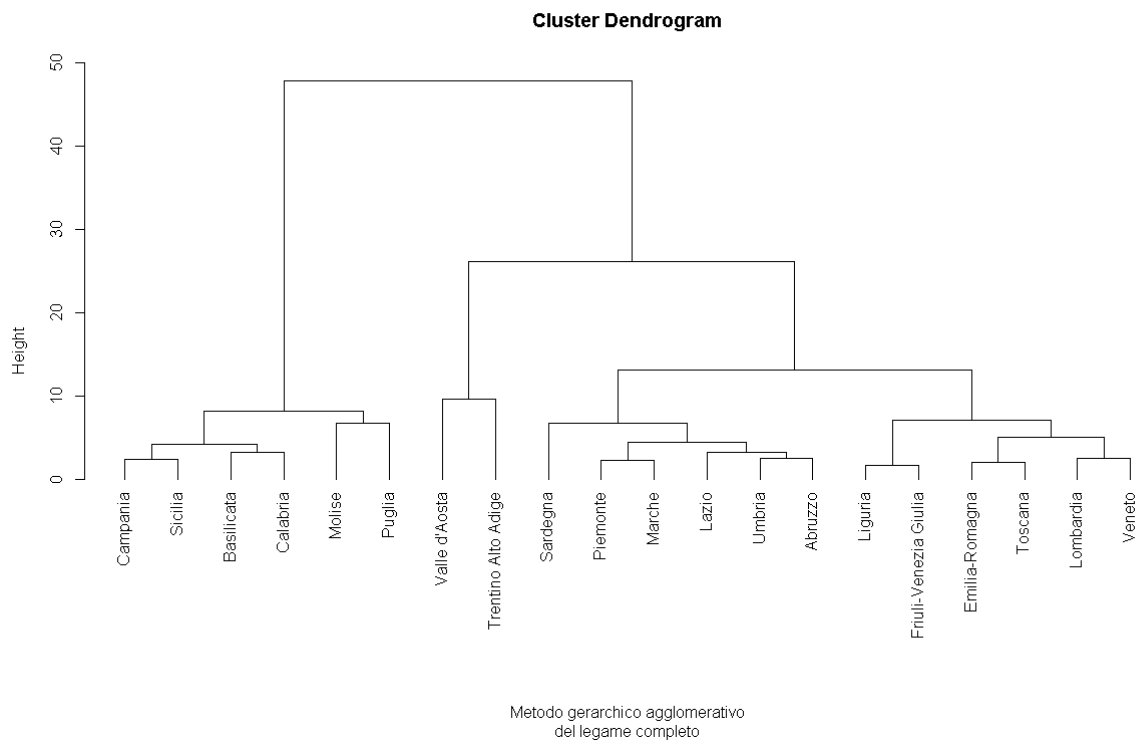 Cluster Dendrogram
Height
50
40
30
20
10
0
Campania
Sicilia
Basilicata
Calabria
Molise
Puglia
Valle d'Aosta
Trentino Alto Adige
Sardegna
Piemonte
Marche
Lazio
Umbria
Abruzzo
Liguria
Friuli-Venezia Giulia
Emilia-Romagna
Toscana
Lombardia
Veneto
Metodo gerarchico agglomerativo
del legame completo